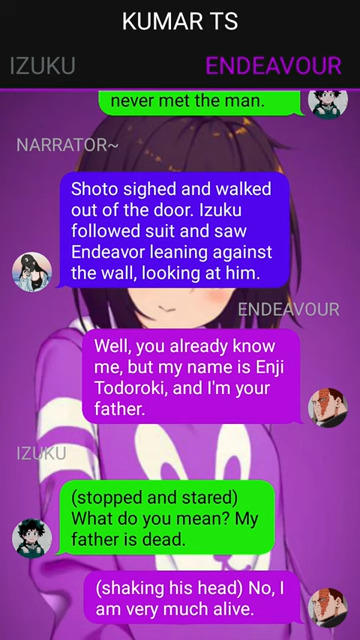 KUMAR TS
IZUKU
ENDEAVOUR
never met the man.
NARRATOR~
Shoto sighed and walked
out of the door. Izuku
followed suit and saw
Endeavor leaning against
the wall, looking at him.
ENDEAVOUR
Well, you already know
me, but my name is Enji
Todoroki, and I'm your
father.
IZUKU
(stopped and stared)
What do you mean? My
father is dead.
(shaking his head) No, I
am very much alive.